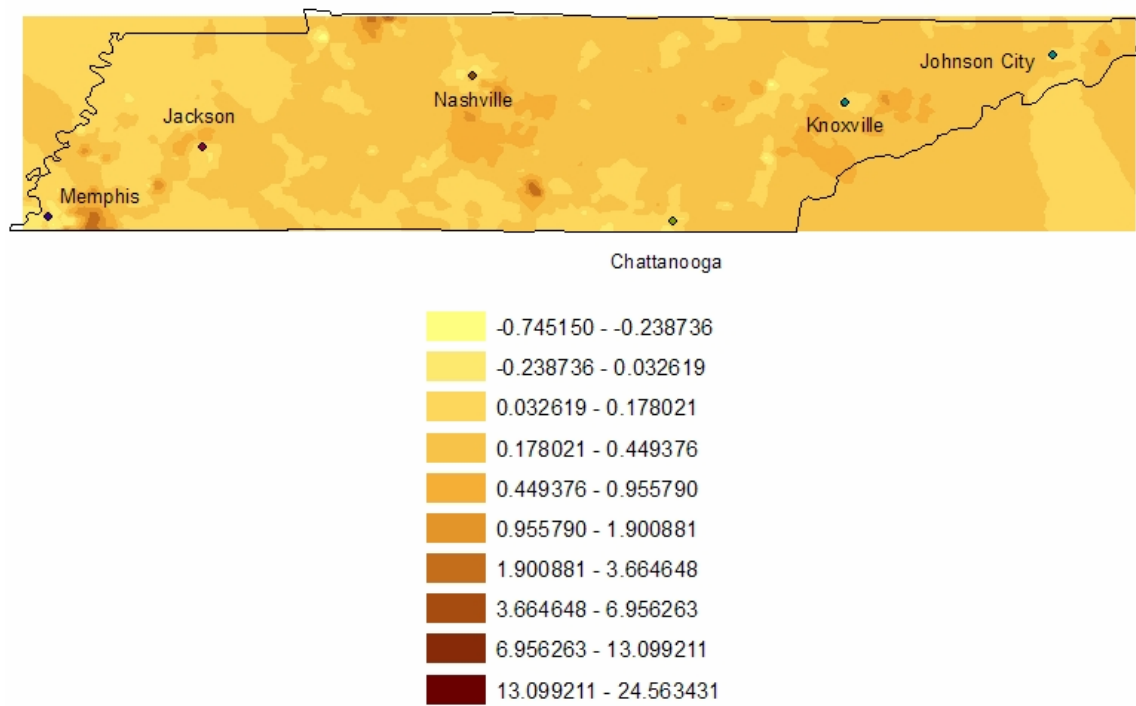 Johnson City
Nashville
Jackson
Knoxville
Memphis
Chattanooga
-0.745150 - -0.238736
-0.238736 - 0.032619
0.032619 - 0.178021
0.178021 - 0.449376
0.449376 - 0.955790
0.955790 - 1.900881
1.900881 - 3.664648
3.664648 - 6.956263
6.956263 - 13.099211
13.099211 - 24.563431